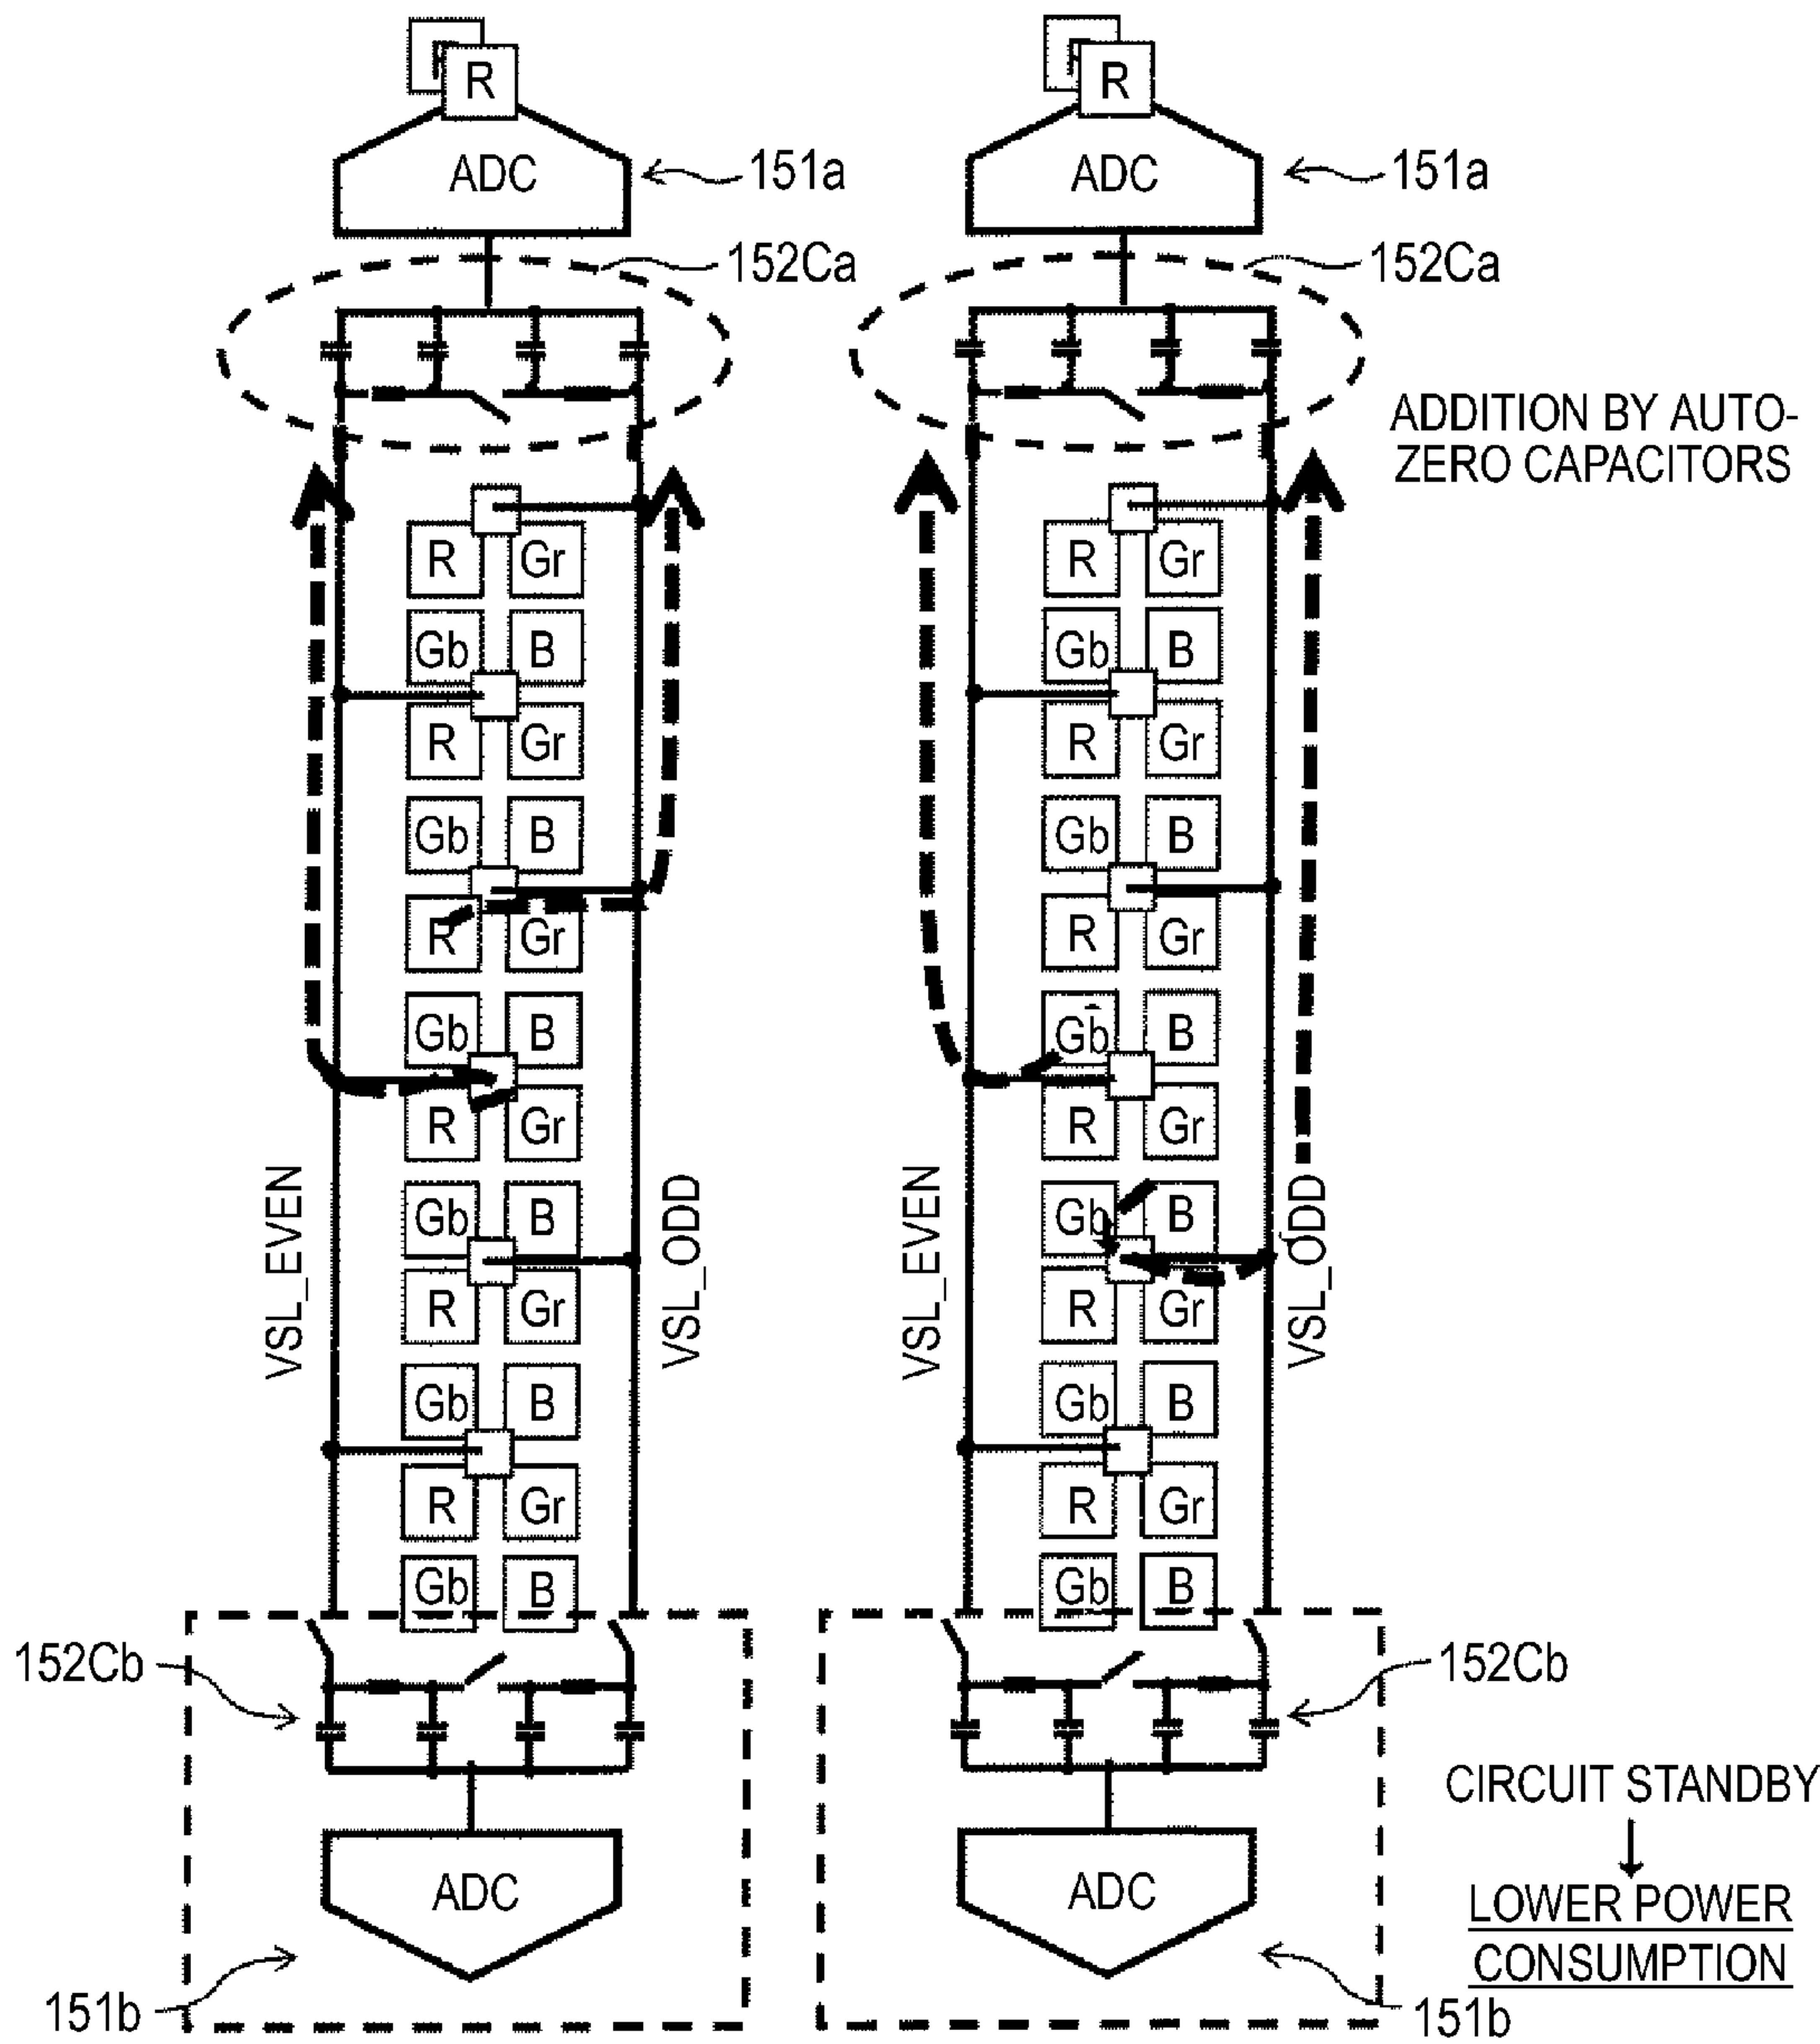 R R
ADC 151a ADC 151a
152Ca 152Ca
ADDITION BY AUTO-
ZERO CAPACITORS
R Gr R Gr
Gb B Gb B
R Gr R Gr
Gb B Gb B
R Gr R Gr
Gb B Gb B
R Gr R Gr
VSL_EVEN VSL_ODD VSL_EVEN VSL_ODD
Gb B Gb B
R Gr R Gr
Gb B Gb B
R Gr R Gr
Gb B Gb B
152Cb 152Cb
CIRCUIT STANDBY
ADC ADC
LOWER POWER
CONSUMPTION
151b 151b